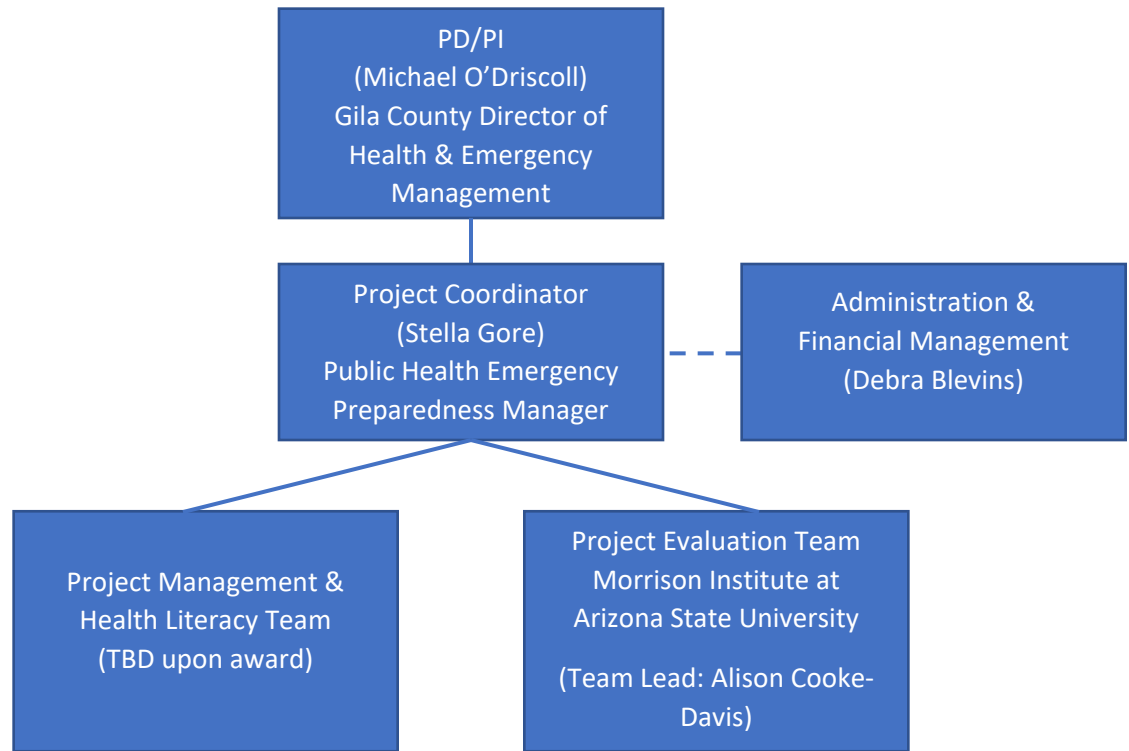 PD/PI
(Michael O’Driscoll)
Gila County Director of
Health & Emergency
Management
Project Coordinator
(Stella Gore)
Public Health Emergency
Preparedness Manager
Administration &
Financial Management
(Debra Blevins)
Project Management &
Health Literacy Team
(TBD upon award)
Project Evaluation Team
Morrison Institute at
Arizona State University
(Team Lead: Alison Cooke-
Davis)